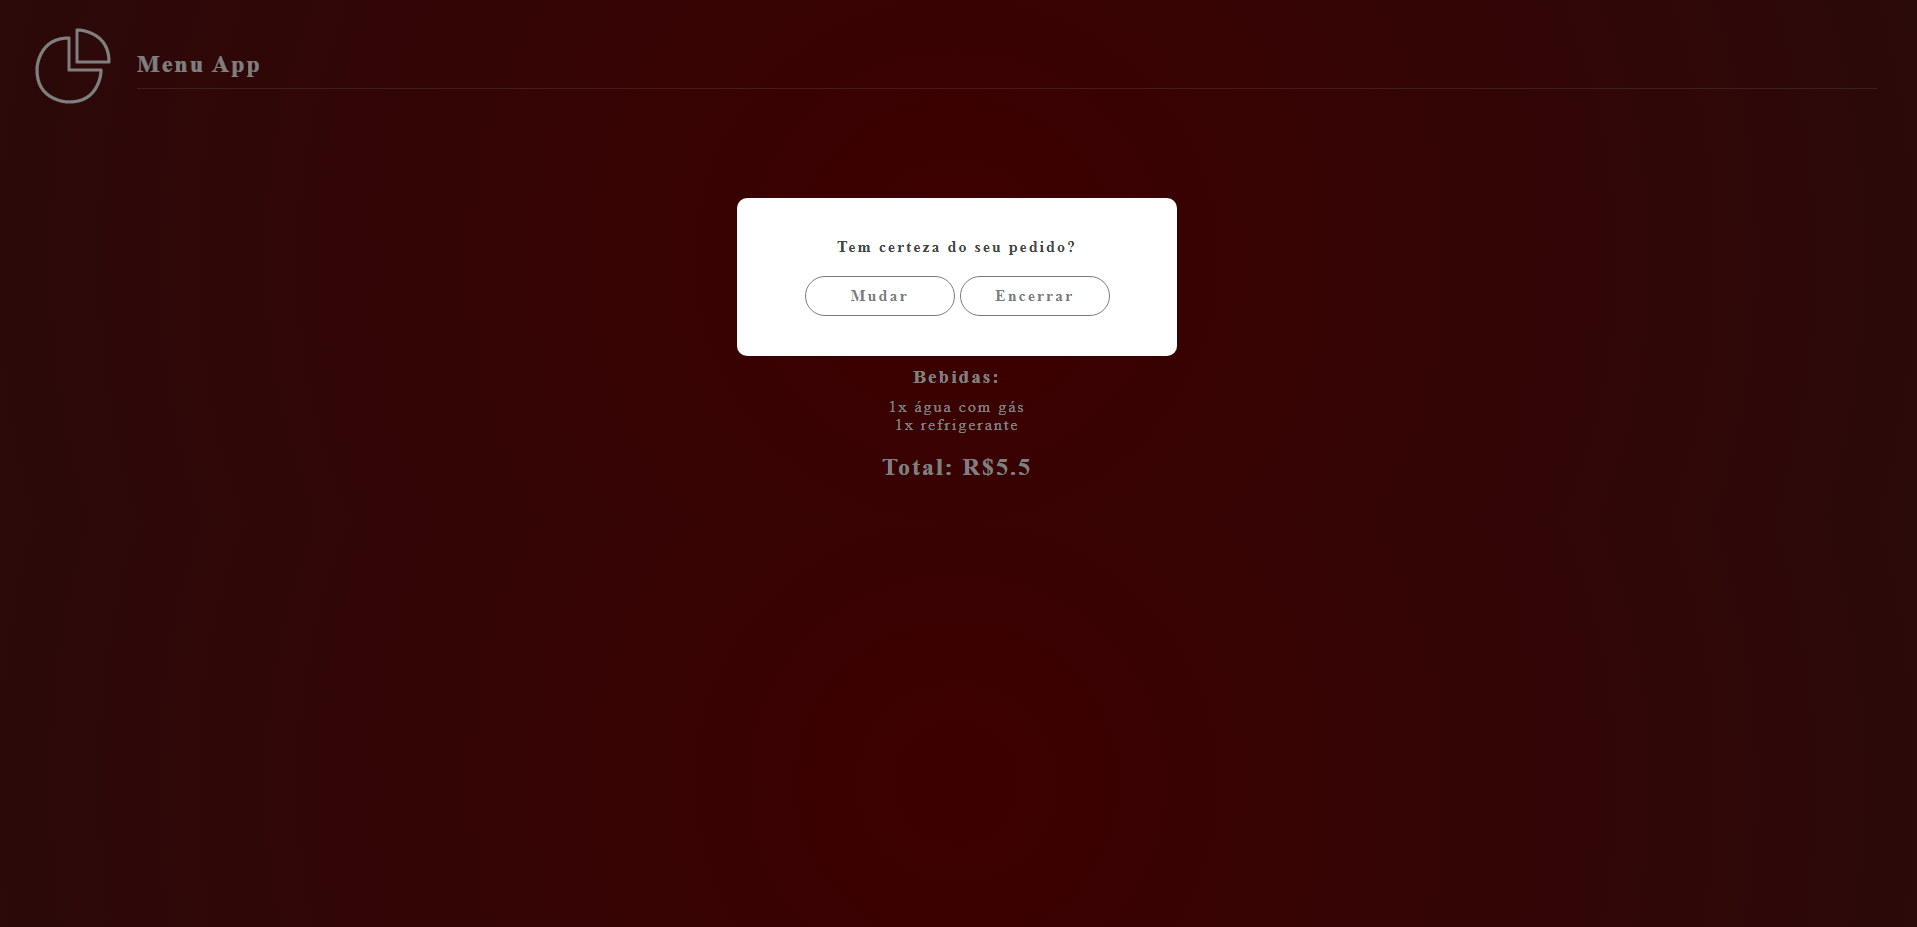 Menu App
Tem certeza do seu pedido?
Mudar Encerrar
Bebidas:
1x água com gás
1x refrigerante
Total: R$5.5